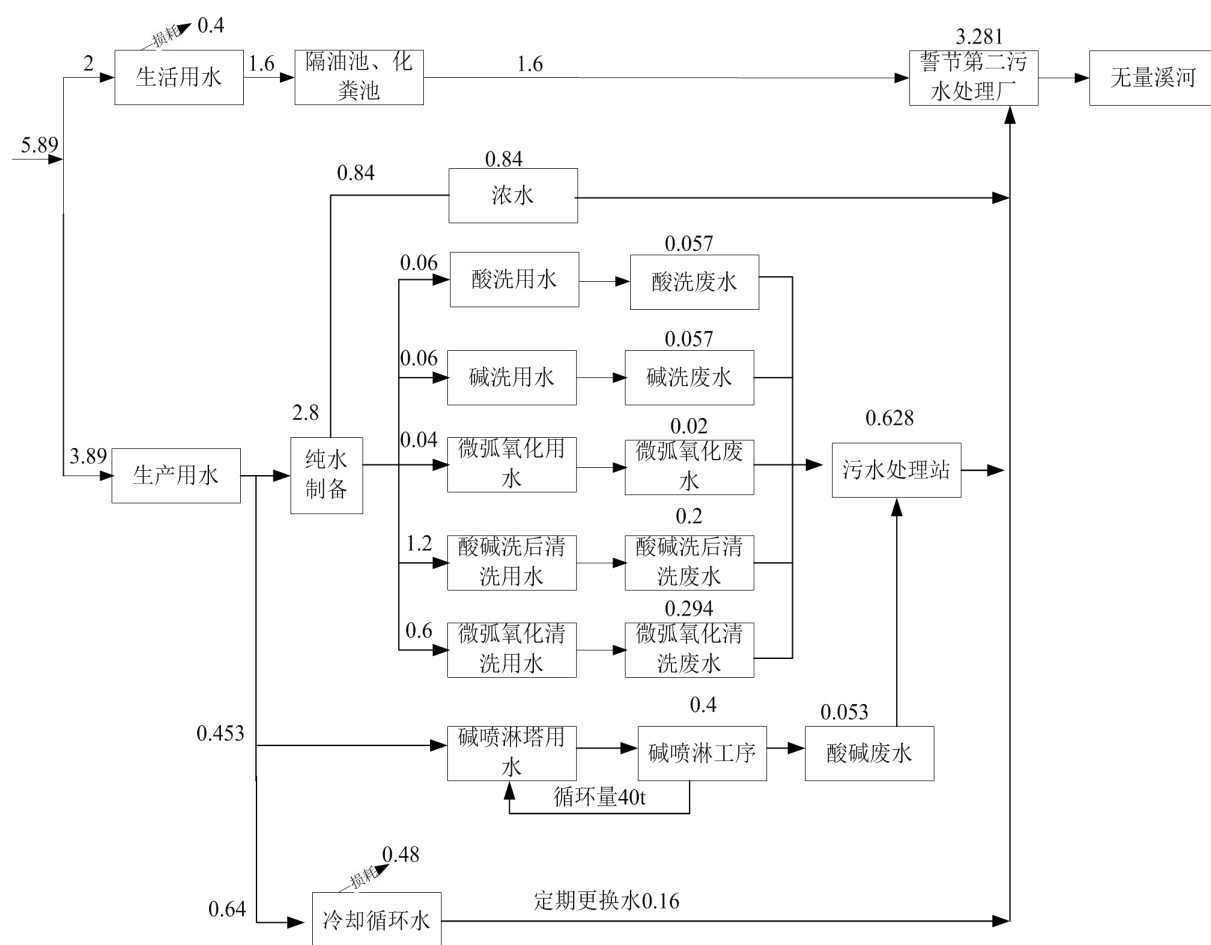 损耗
0.4
2
生活用水
1.6
隔油池、化
粪池
1.6
3.281
誓节第二污
水处理厂
无量溪河
5.89
0.84
0.84
浓水
0.06
酸洗用水
0.057
酸洗废水
0.06
碱洗用水
0.057
碱洗废水
3.89
生产用水
2.8
纯水
制备
0.04
微弧氧化用
水
0.02
微弧氧化废
水
0.628
污水处理站
1.2
酸碱洗后清
洗用水
0.2
酸碱洗后清
洗废水
0.6
微弧氧化清
洗用水
0.294
微弧氧化清
洗废水
0.453
碱喷淋塔用
水
0.4
碱喷淋工序
0.053
酸碱废水
循环量40t
损耗
0.48
0.64
冷却循环水
定期更换水0.16